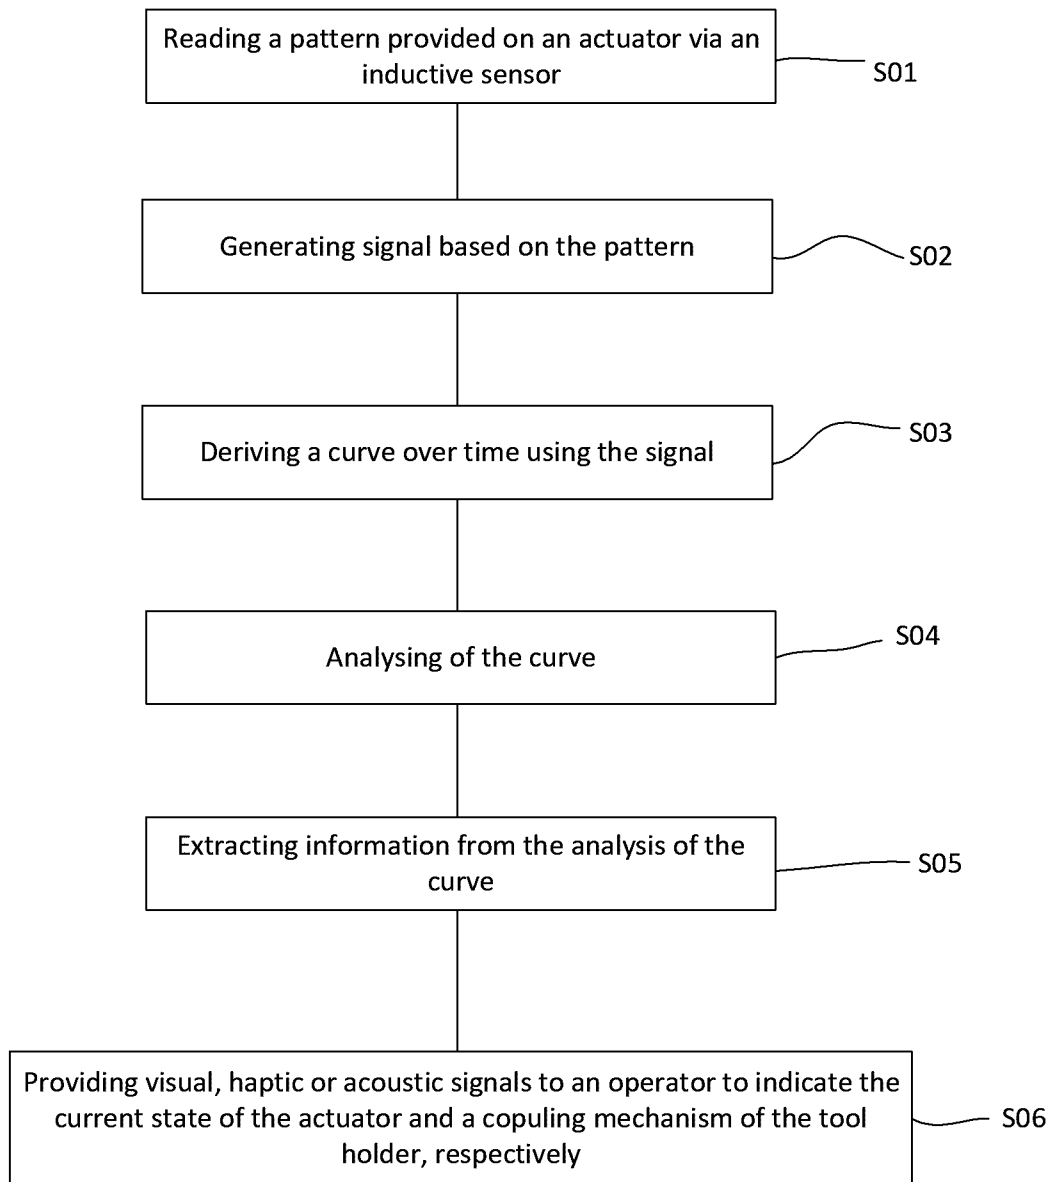 Reading a pattern provided on an actuator via an
inductive sensor
S01
Generating signal based on the pattern
S02
Deriving a curve over time using the signal
S03
Analysing of the curve
S04
Extracting information from the analysis of the
curve
S05
Providing visual, haptic or acoustic signals to an operator to indicate the
current state of the actuator and a copuling mechanism of the tool
holder, respectively
S06